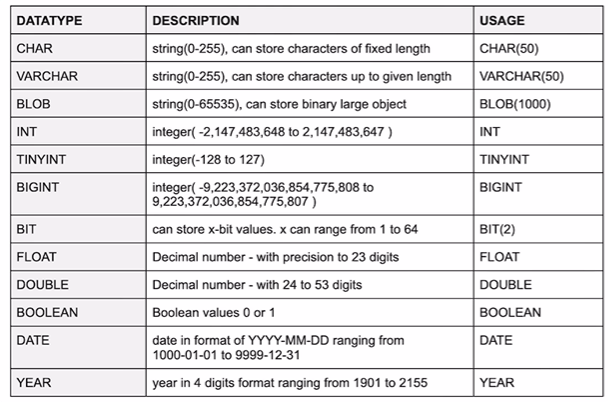 DATATYPE DESCRIPTION USAGE
CHAR string(0-255), can store characters of fixed length CHAR(50)
VARCHAR string(0-255), can store characters up to given length VARCHAR(50)
BLOB string(0-65535), can store binary large object BLOB(1000)
INT integer( -2,147,483,648 to 2,147,483,647 ) INT
TINYINT integer(-128 to 127) TINYINT
BIGINT integer( -9,223,372,036,854,775,808 to BIGINT
9,223,372,036,854,775,807 )
BIT can store x-bit values. x can range from 1 to 64 BIT(2)
FLOAT Decimal number - with precision to 23 digits FLOAT
DOUBLE Decimal number - with 24 to 53 digits DOUBLE
BOOLEAN Boolean values 0 or 1 BOOLEAN
DATE date in format of YYYY-MM-DD ranging from DATE
1000-01-01 to 9999-12-31
YEAR year in 4 digits format ranging from 1901 to 2155 YEAR